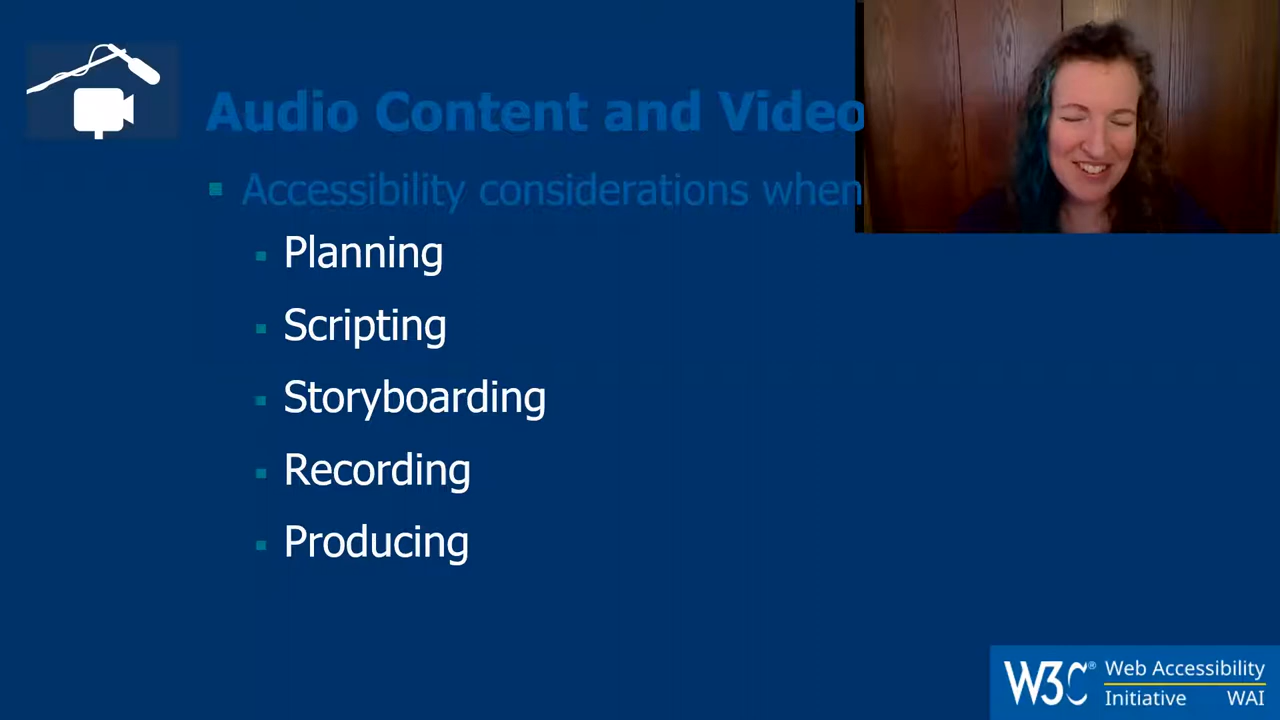 Audio Content and Video
Accessibility considerations when
Planning
Scripting
Storyboarding
Recording
Producing
W3C® Web Accessibility
Initiative WAI